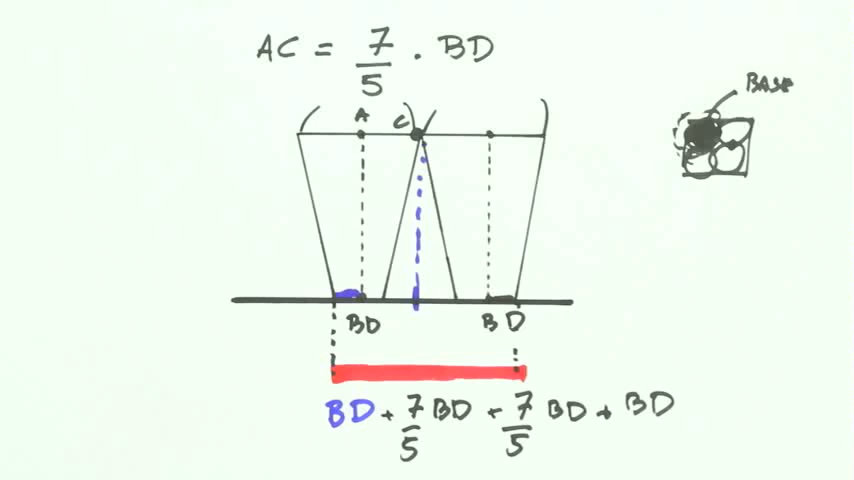 AC = 7/5 . BD
BASE
A C
BD BD
BD + 7/5 BD + 7/5 BD + BD